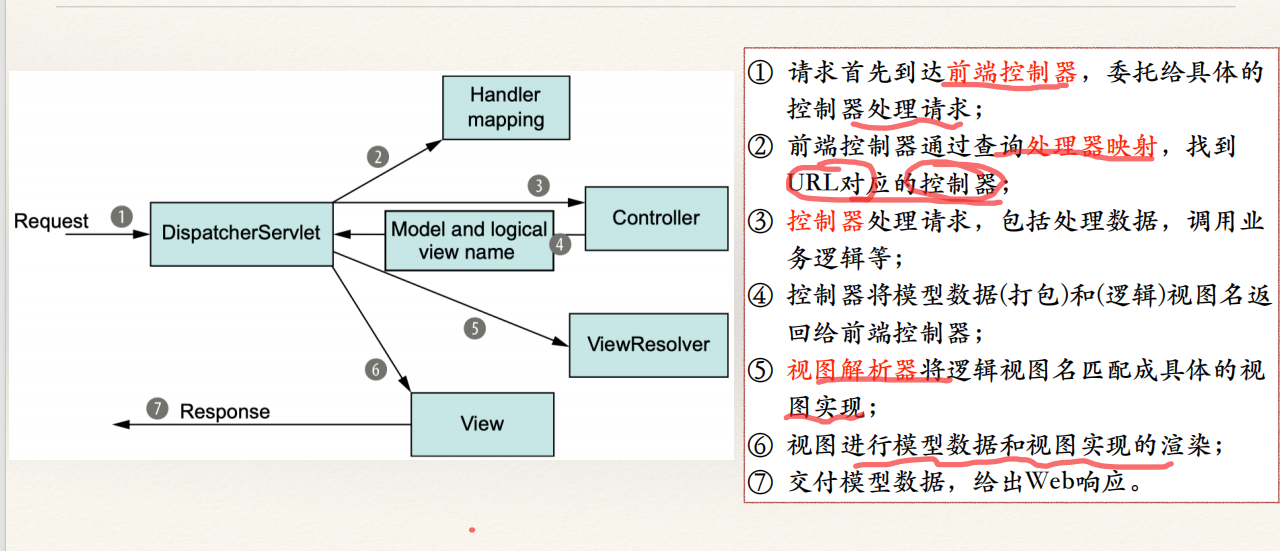 Handler
mapping
2
3
Request
1
DispatcherServlet
Controller
Model and logical
view name
4
5
ViewResolver
6
7
Response
View
① 请求首先到达前端控制器，委托给具体的
控制器处理请求；
② 前端控制器通过查询处理器映射，找到
URL对应的控制器；
③ 控制器处理请求，包括处理数据，调用业
务逻辑等；
④ 控制器将模型数据(打包)和(逻辑)视图名返
回给前端控制器；
⑤ 视图解析器将逻辑视图名匹配成具体的视
图实现；
⑥ 视图进行模型数据和视图实现的渲染；
⑦ 交付模型数据，给出Web响应。